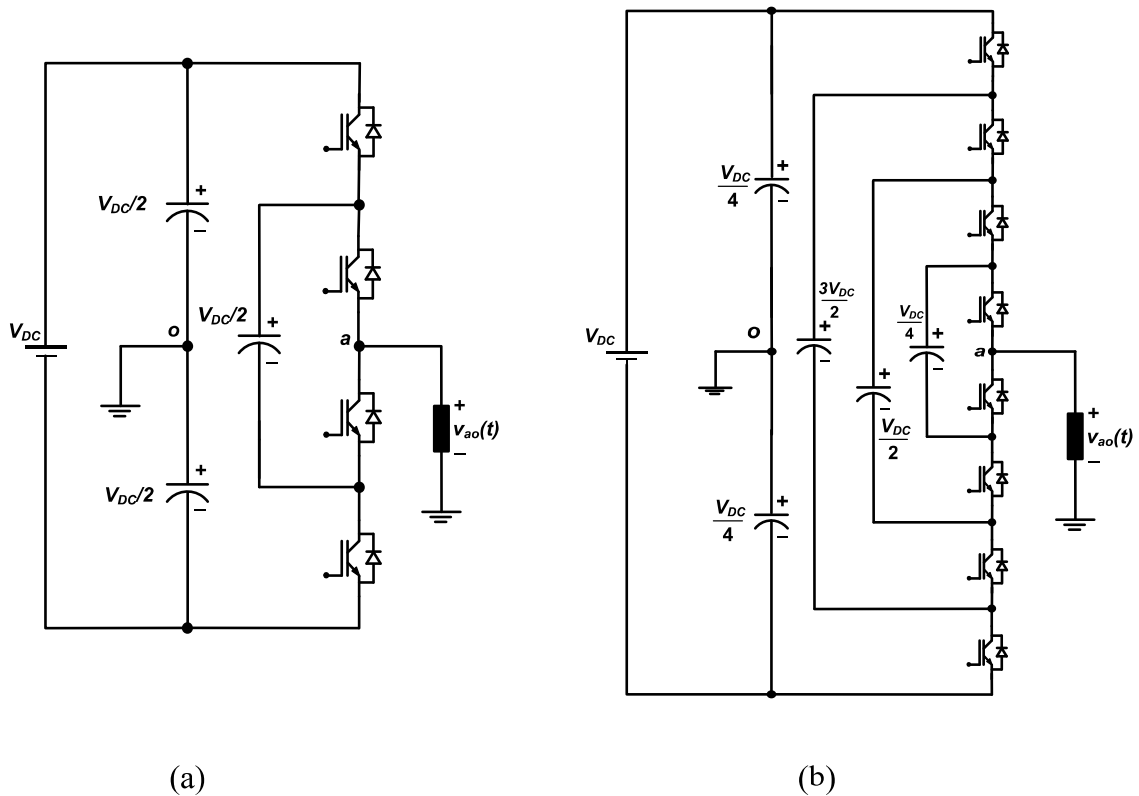 V_DC
V_DC/2
+
−
o
V_DC/2
+
−
V_DC/2
+
−
a
+
v_ao(t)
−
(a)
V_DC
V_DC/4
+
−
o
V_DC/4
+
−
3V_DC/2
+
−
+
−
V_DC/2
V_DC/4
+
−
a
+
v_ao(t)
−
(b)